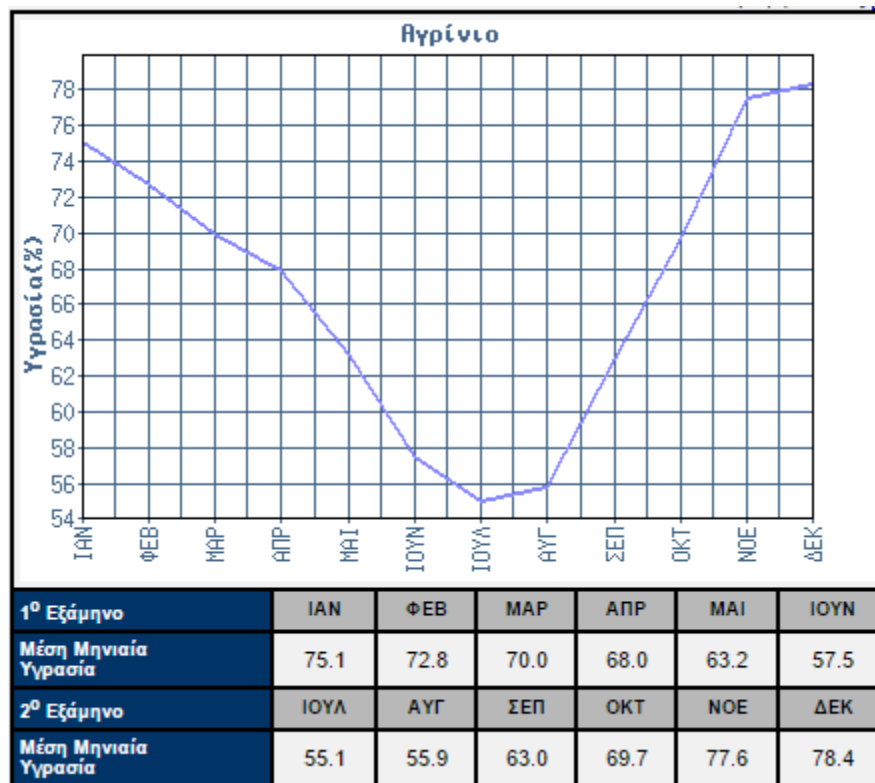 Αγρίνιο
Υγρασία(%)
78
76
74
72
70
68
66
64
62
60
58
56
54
ΙΑΝ ΦΕΒ ΜΑΡ ΑΠΡ ΜΑΙ ΙΟΥΝ ΙΟΥΛ ΑΥΓ ΣΕΠ ΟΚΤ ΝΟΕ ΔΕΚ
1ο Εξάμηνο ΙΑΝ ΦΕΒ ΜΑΡ ΑΠΡ ΜΑΙ ΙΟΥΝ
Μέση Μηνιαία
Υγρασία 75.1 72.8 70.0 68.0 63.2 57.5
2ο Εξάμηνο ΙΟΥΛ ΑΥΓ ΣΕΠ ΟΚΤ ΝΟΕ ΔΕΚ
Μέση Μηνιαία
Υγρασία 55.1 55.9 63.0 69.7 77.6 78.4